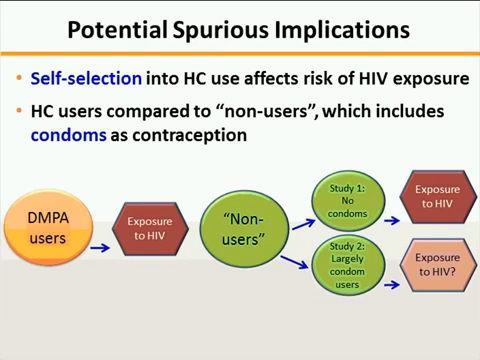 Potential Spurious Implications
• Self-selection into HC use affects risk of HIV exposure
• HC users compared to “non-users”, which includes
condoms as contraception
DMPA
users
Exposure
to HIV
“Non-
users”
Study 1:
No
condoms
Exposure
to HIV
Study 2:
Largely
condom
users
Exposure
to HIV?